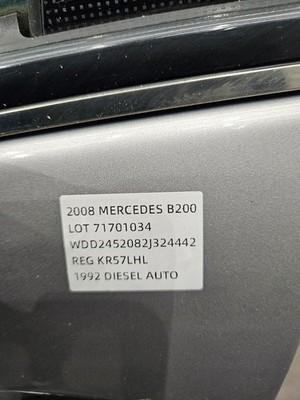 2008 MERCEDES B200
LOT 71701034
WDD2452082J324442
REG KR57LHL
1992 DIESEL AUTO